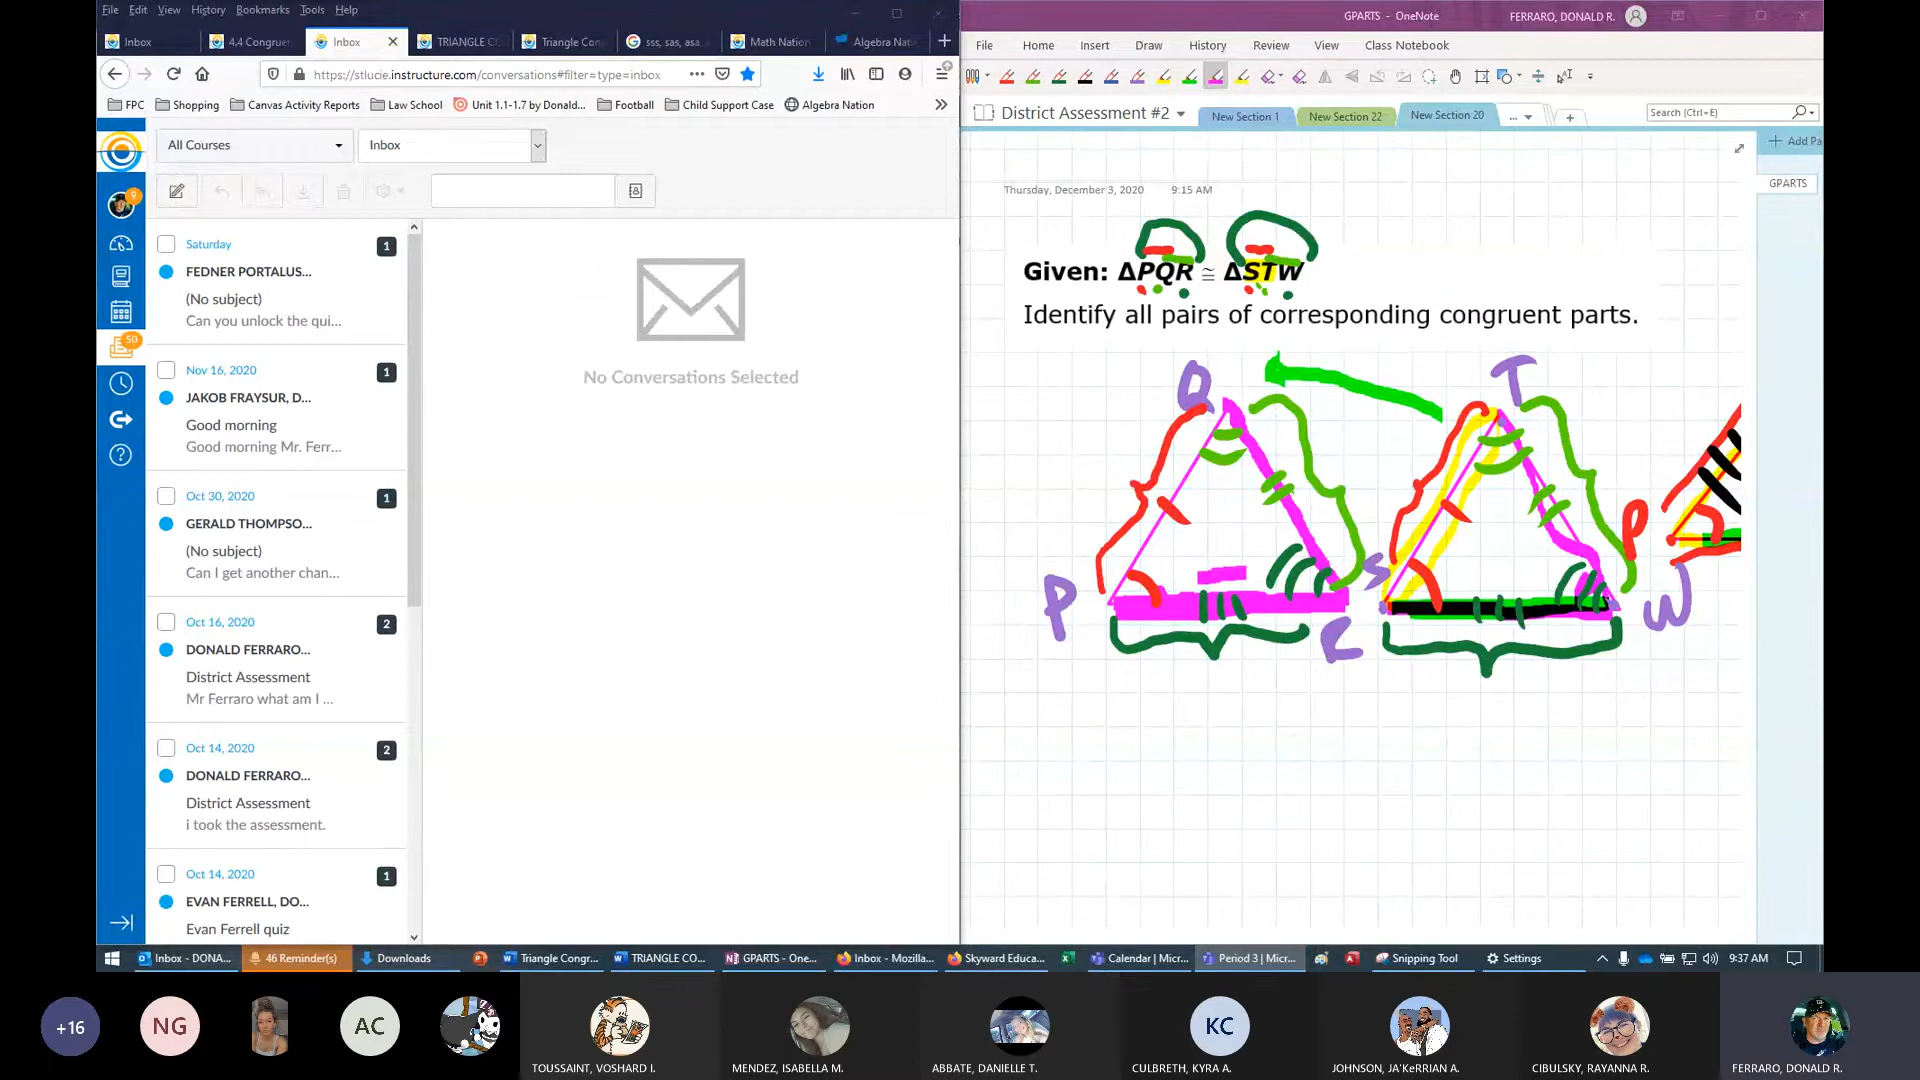 File Edit View History Bookmarks Tools Help
Inbox
4.4 Congruen
Inbox
TRIANGLE CO
Triangle Con
sss, sas, asa
Math Nation
Algebra Nati
https://stlucie.instructure.com/conversations#filter=type=inbox
FPC Shopping Canvas Activity Reports Law School Unit 1.1-1.7 by Donald... Football Child Support Case Algebra Nation
9
50
All Courses
Inbox
Saturday 1
FEDNER PORTALUS...
(No subject)
Can you unlock the qui...
Nov 16, 2020 1
JAKOB FRAYSUR, D...
Good morning
Good morning Mr. Ferr...
Oct 30, 2020 1
GERALD THOMPSO...
(No subject)
Can I get another chan...
Oct 16, 2020 2
DONALD FERRARO...
District Assessment
Mr Ferraro what am I ...
Oct 14, 2020 2
DONALD FERRARO...
District Assessment
i took the assessment.
Oct 14, 2020 1
EVAN FERRELL, DO...
Evan Ferrell quiz
No Conversations Selected
GPARTS - OneNote
FERRARO, DONALD R.
File Home Insert Draw History Review View Class Notebook
District Assessment #2
New Section 1
New Section 22
New Section 20
...
Search (Ctrl+E)
Add Pa
GPARTS
Thursday, December 3, 2020 9:15 AM
Given: ΔPQR ≅ ΔSTW
Identify all pairs of corresponding congruent parts.
Q T
P
P R S W
Inbox - DONA...
46 Reminder(s)
Downloads
Triangle Congr...
TRIANGLE CO...
GPARTS - One...
Inbox - Mozilla...
Skyward Educa...
Calendar | Micr...
Period 3 | Micr...
Snipping Tool
Settings
9:37 AM
+16
NG
AC
KC
TOUSSAINT, VOSHARD I.
MENDEZ, ISABELLA M.
ABBATE, DANIELLE T.
CULBRETH, KYRA A.
JOHNSON, JA'KeRRIAN A.
CIBULSKY, RAYANNA R.
FERRARO, DONALD R.